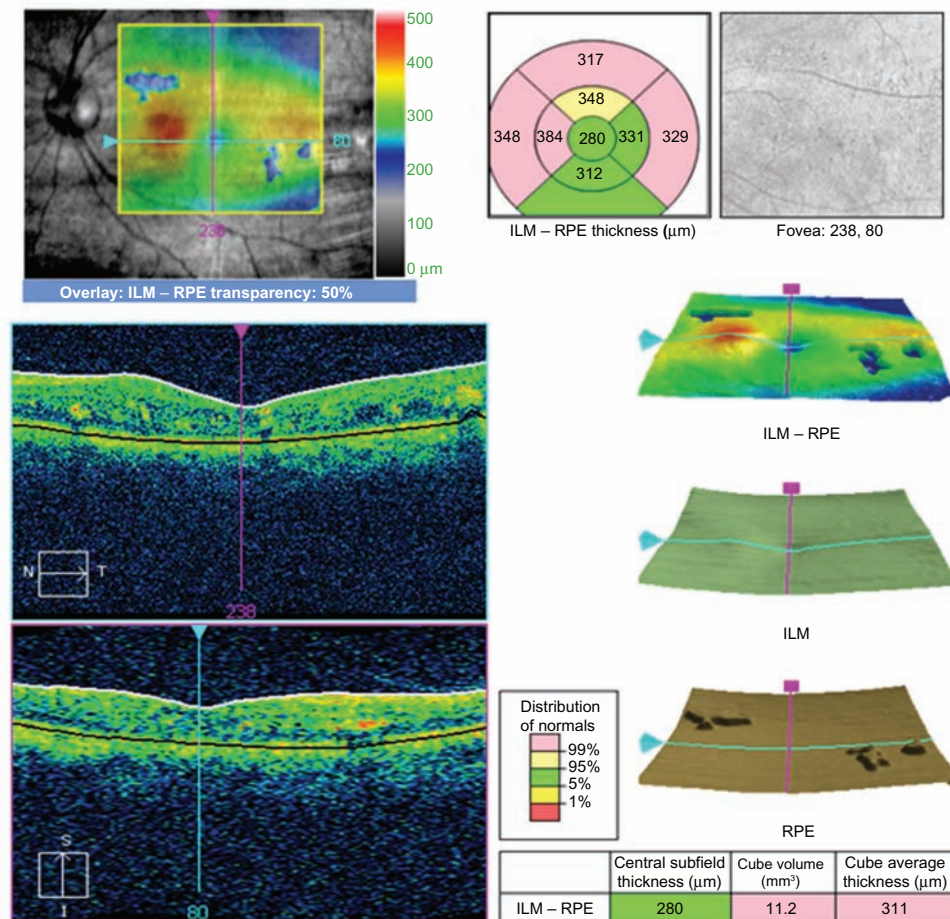 500
400
300
200
100
0 μm
80
238
Overlay: ILM – RPE transparency: 50%
317
348
348
384
280
331
329
312
ILM – RPE thickness (μm)
Fovea: 238, 80
ILM – RPE
N
T
238
ILM
S
I
80
Distribution
of normals
99%
95%
5%
1%
RPE
Central subfield
thickness (μm)
Cube volume
(mm³)
Cube average
thickness (μm)
ILM – RPE
280
11.2
311